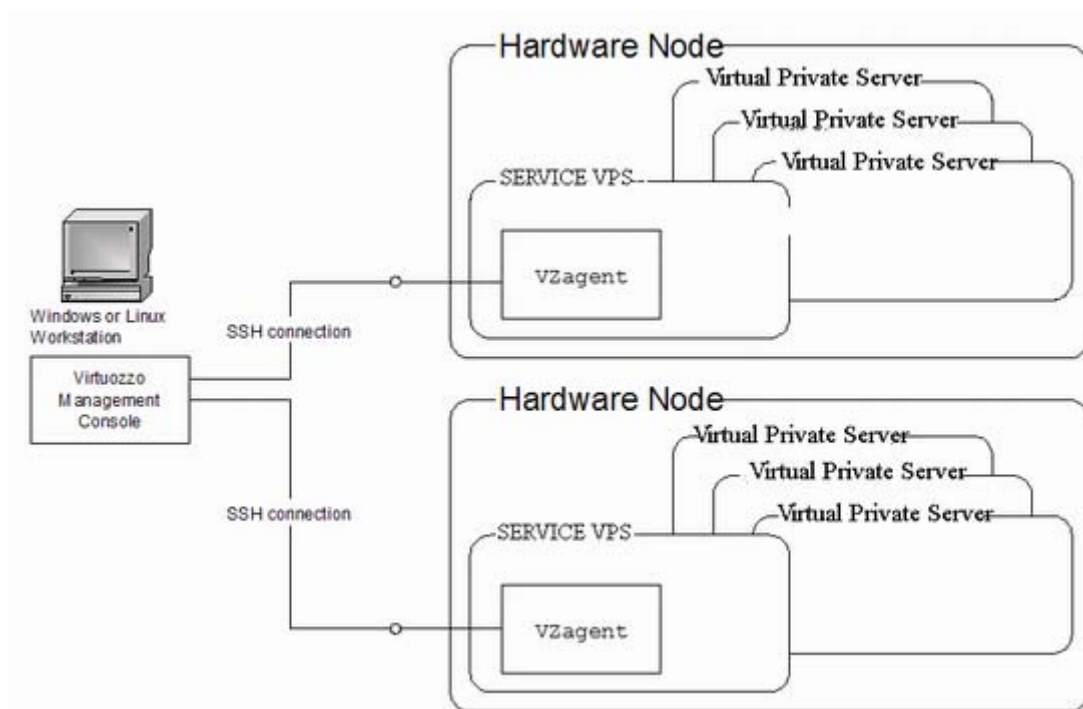 Hardware Node
Virtual Private Server
Virtual Private Server
Virtual Private Server
SERVICE VPS
VZagent
Windows or Linux
Workstation
SSH connection
Virtuozzo
Management
Console
Hardware Node
Virtual Private Server
Virtual Private Server
Virtual Private Server
SSH connection
SERVICE VPS
VZagent